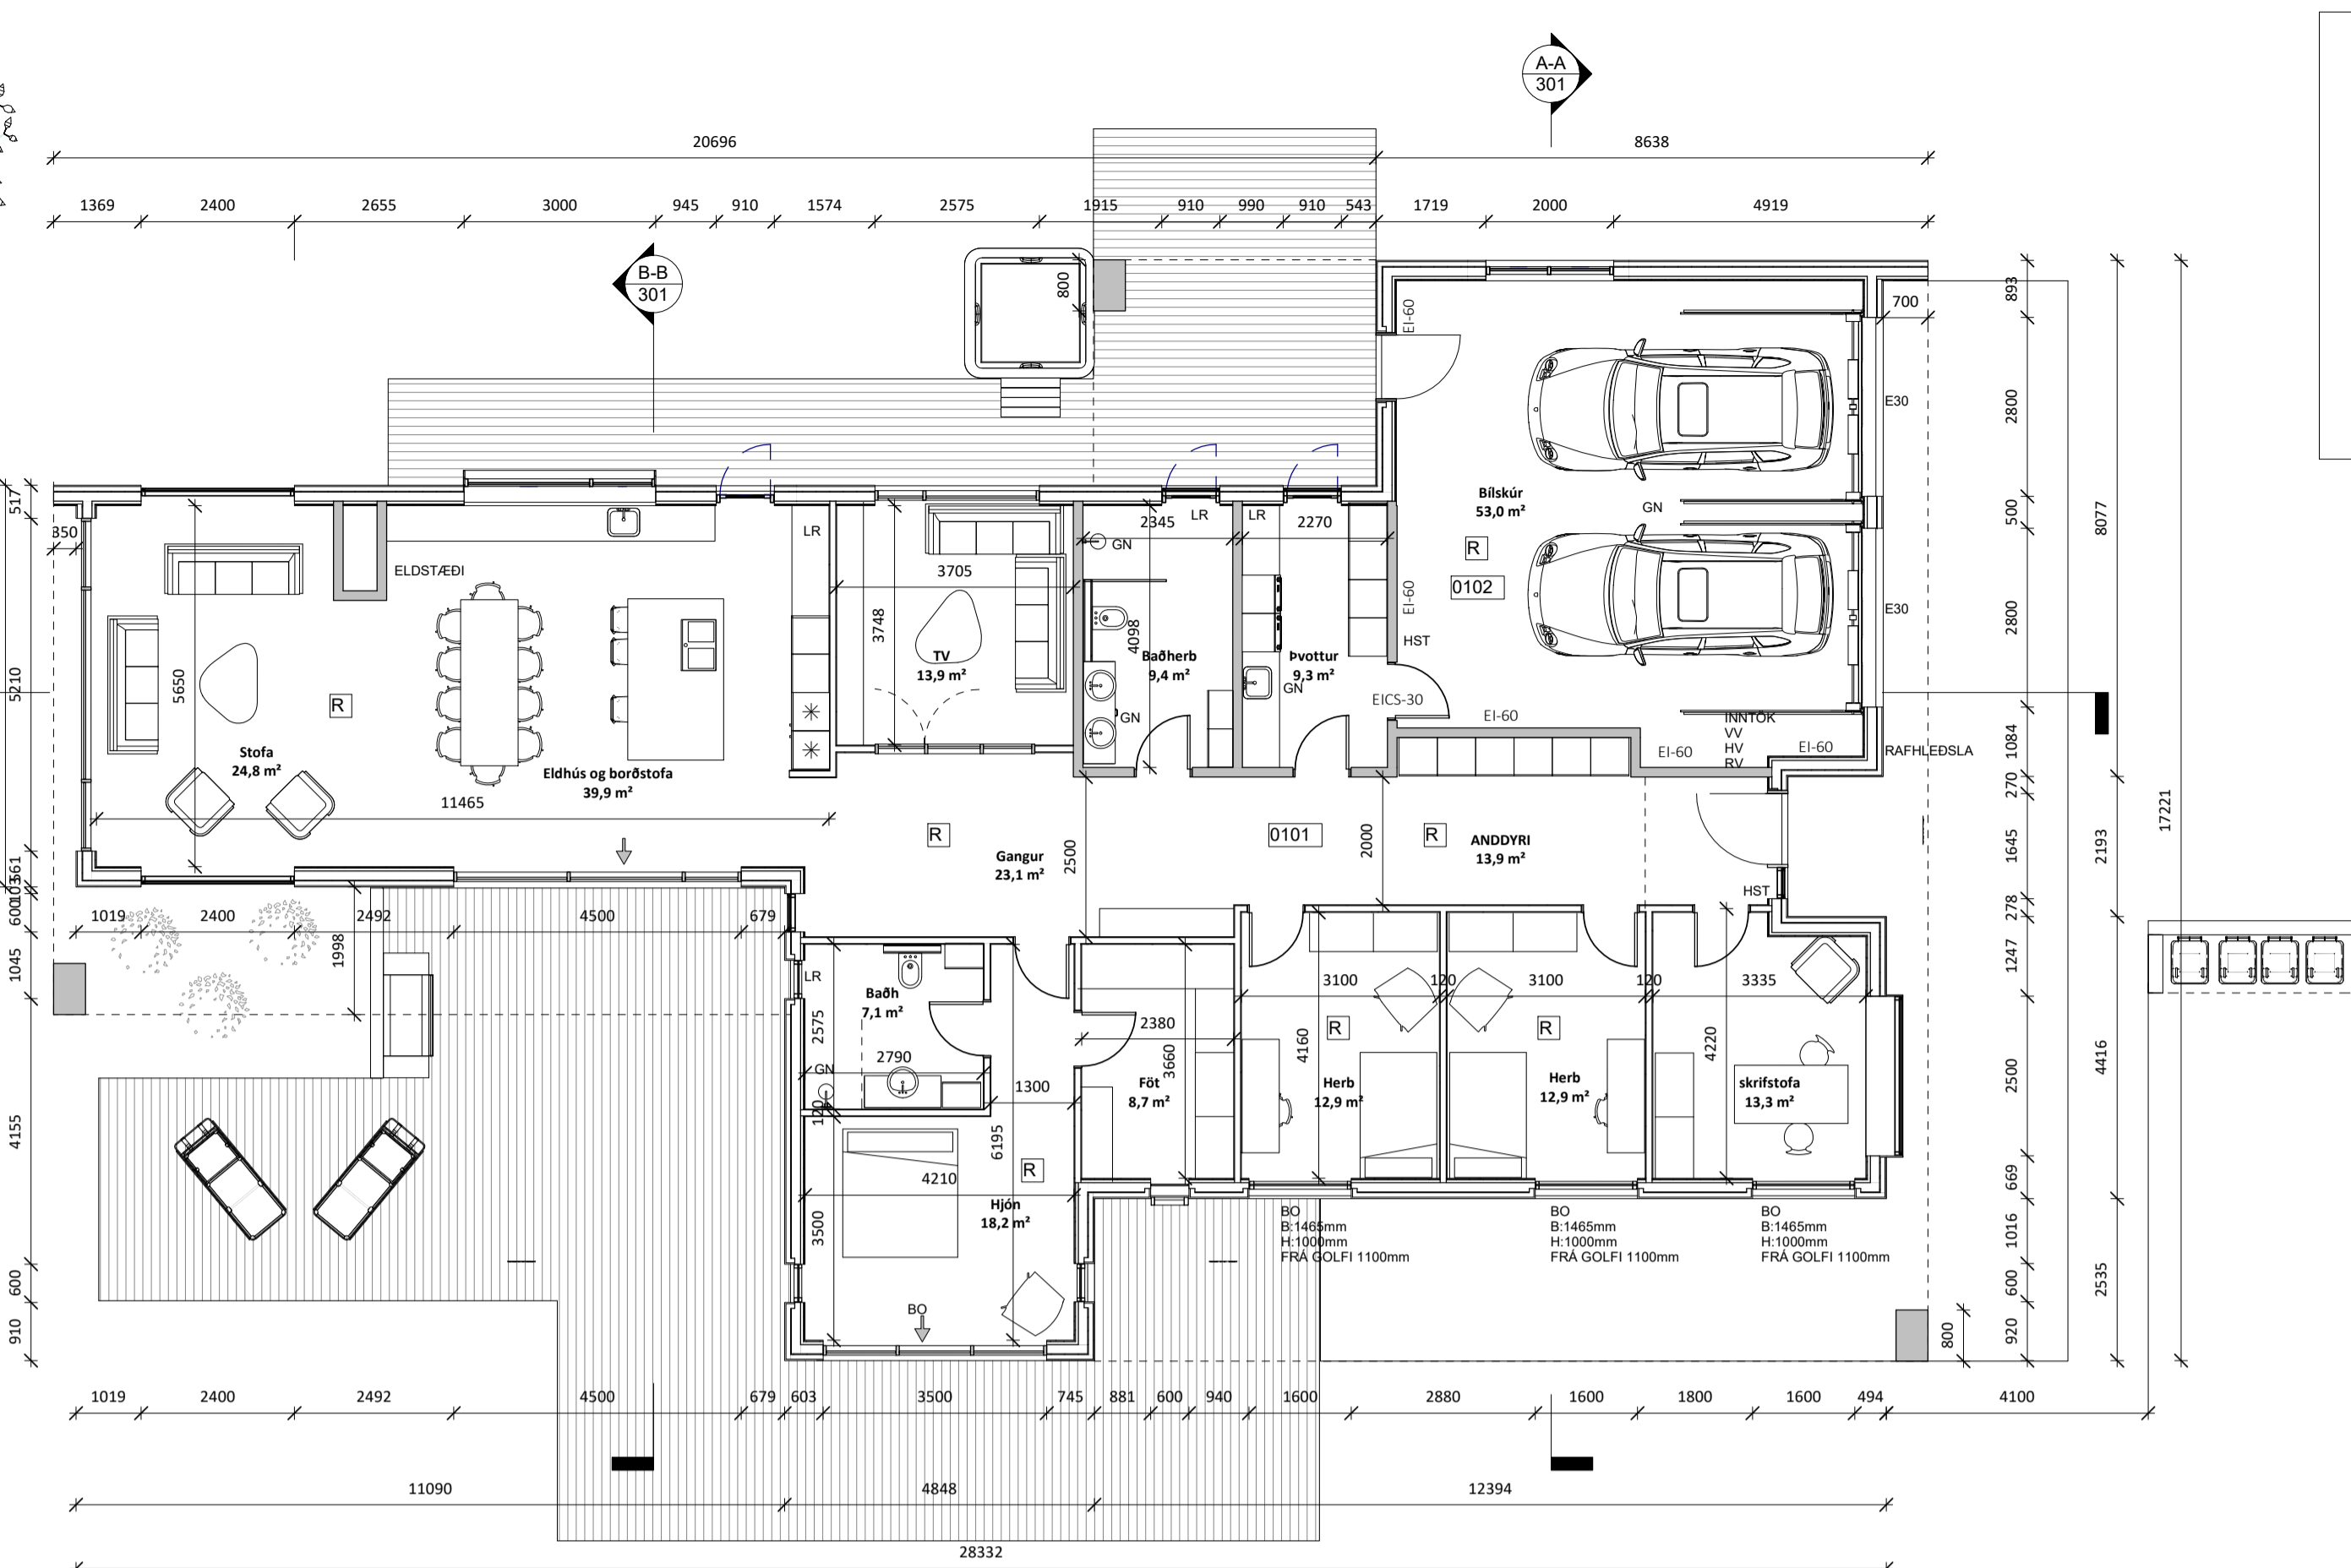 A-A
301
20696
8638
1369
2400
2655
3000
945
910
1574
2575
1915
910
990
910
543
1719
2000
4919
B-B
301
800
EI-60
893
700
E30
2800
517
350
LR
2345
LR
LR
2270
GN
Bílskúr
53,0 m²
GN
500
8077
17221
ELDSTÆÐI
3705
R
0102
EI-60
E30
2800
5210
5650
R
3748
TV
13,9 m²
4098
Baðherb
9,4 m²
Þvottur
9,3 m²
HST
GN
GN
EICS-30
EI-60
INNTÖK
VV
HV
RV
EI-60
EI-60
RAFHLEÐSLA
1084
Stofa
24,8 m²
Eldhús og borðstofa
39,9 m²
11465
270
R
Gangur
23,1 m²
2500
0101
2000
R
ANDDYRI
13,9 m²
1645
2193
561
103
600
HST
278
1019
2400
2492
4500
679
1998
1045
LR
Baðh
7,1 m²
2575
2790
GN
120
1300
2380
3660
Föt
8,7 m²
3100
120
3100
120
3335
R
R
4160
4220
Herb
12,9 m²
Herb
12,9 m²
skrifstofa
13,3 m²
1247
2500
4416
4155
6195
R
4210
3500
Hjón
18,2 m²
669
BO
B:1465mm
H:1000mm
FRÁ GOLFI 1100mm
BO
B:1465mm
H:1000mm
FRÁ GOLFI 1100mm
BO
B:1465mm
H:1000mm
FRÁ GOLFI 1100mm
1016
2535
600
600
BO
910
800
920
1019
2400
2492
4500
679
603
3500
745
881
600
940
1600
2880
1600
1800
1600
494
4100
11090
4848
12394
28332